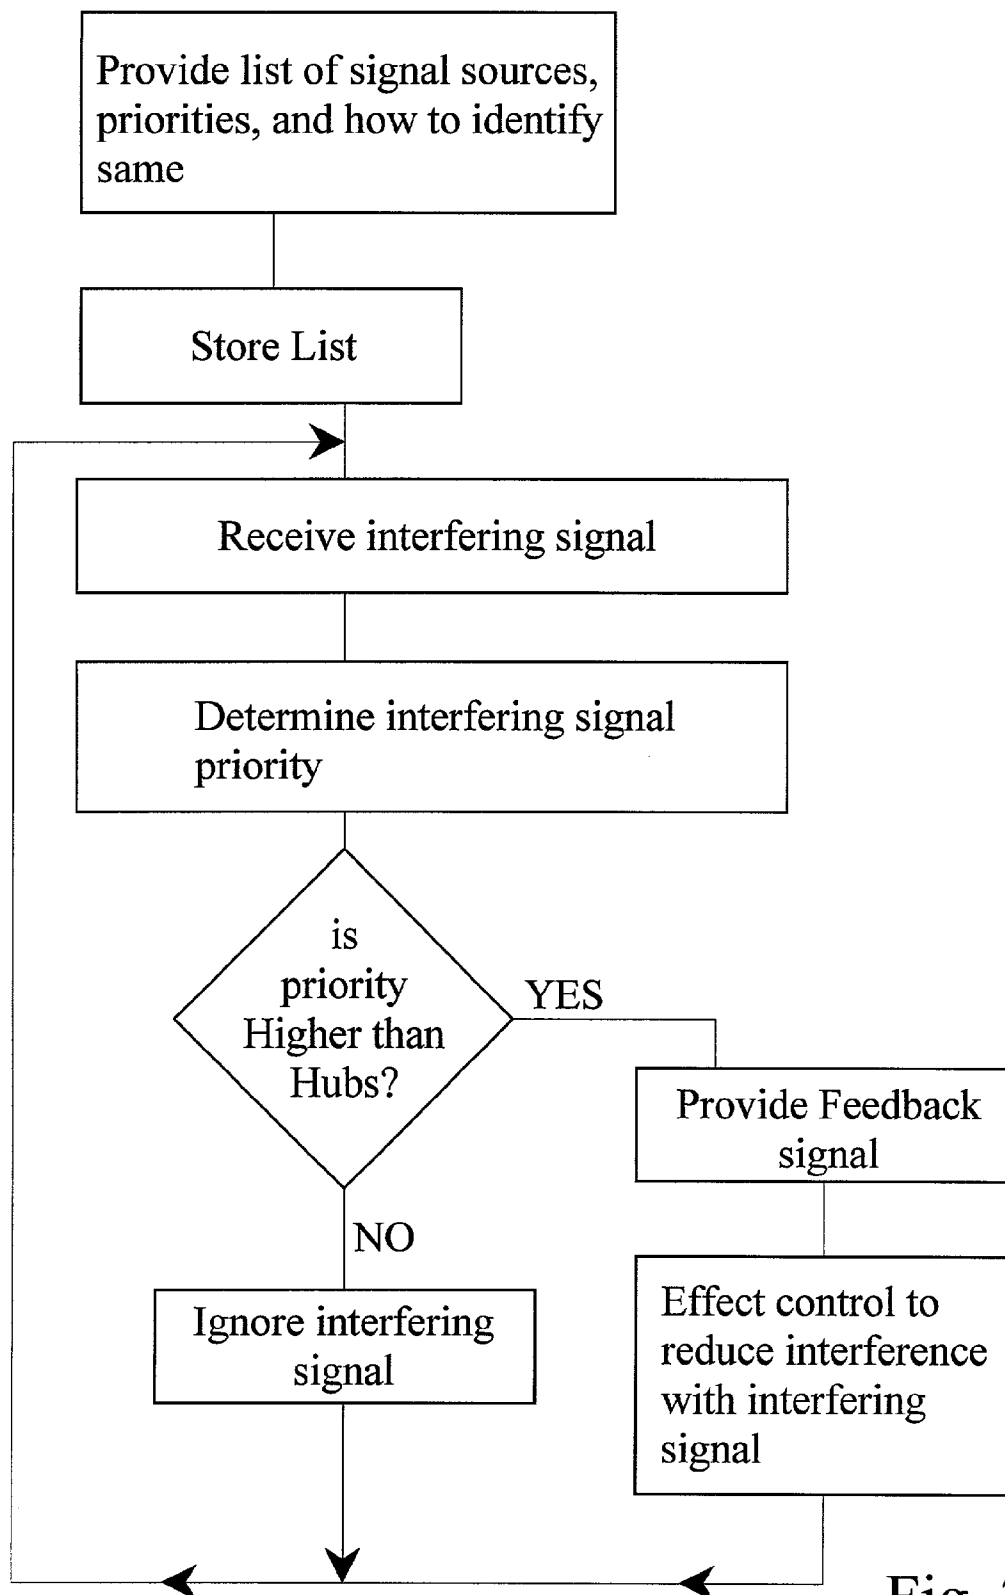 Provide list of signal sources,
priorities, and how to identify
same
Store List
Receive interfering signal
Determine interfering signal
priority
is
priority
Higher than
Hubs?
YES
NO
Provide Feedback
signal
Ignore interfering
signal
Effect control to
reduce interference
with interfering
signal
Fig